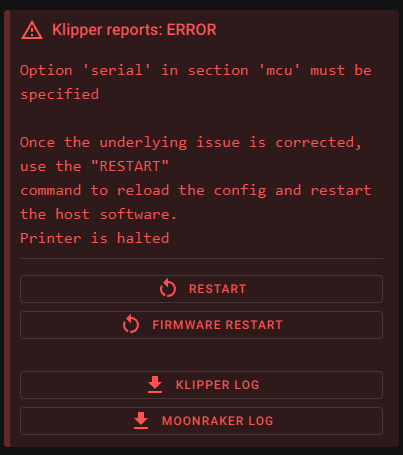 Klipper reports: ERROR
Option 'serial' in section 'mcu' must be
specified
Once the underlying issue is corrected,
use the "RESTART"
command to reload the config and restart
the host software.
Printer is halted
RESTART
FIRMWARE RESTART
KLIPPER LOG
MOONRAKER LOG